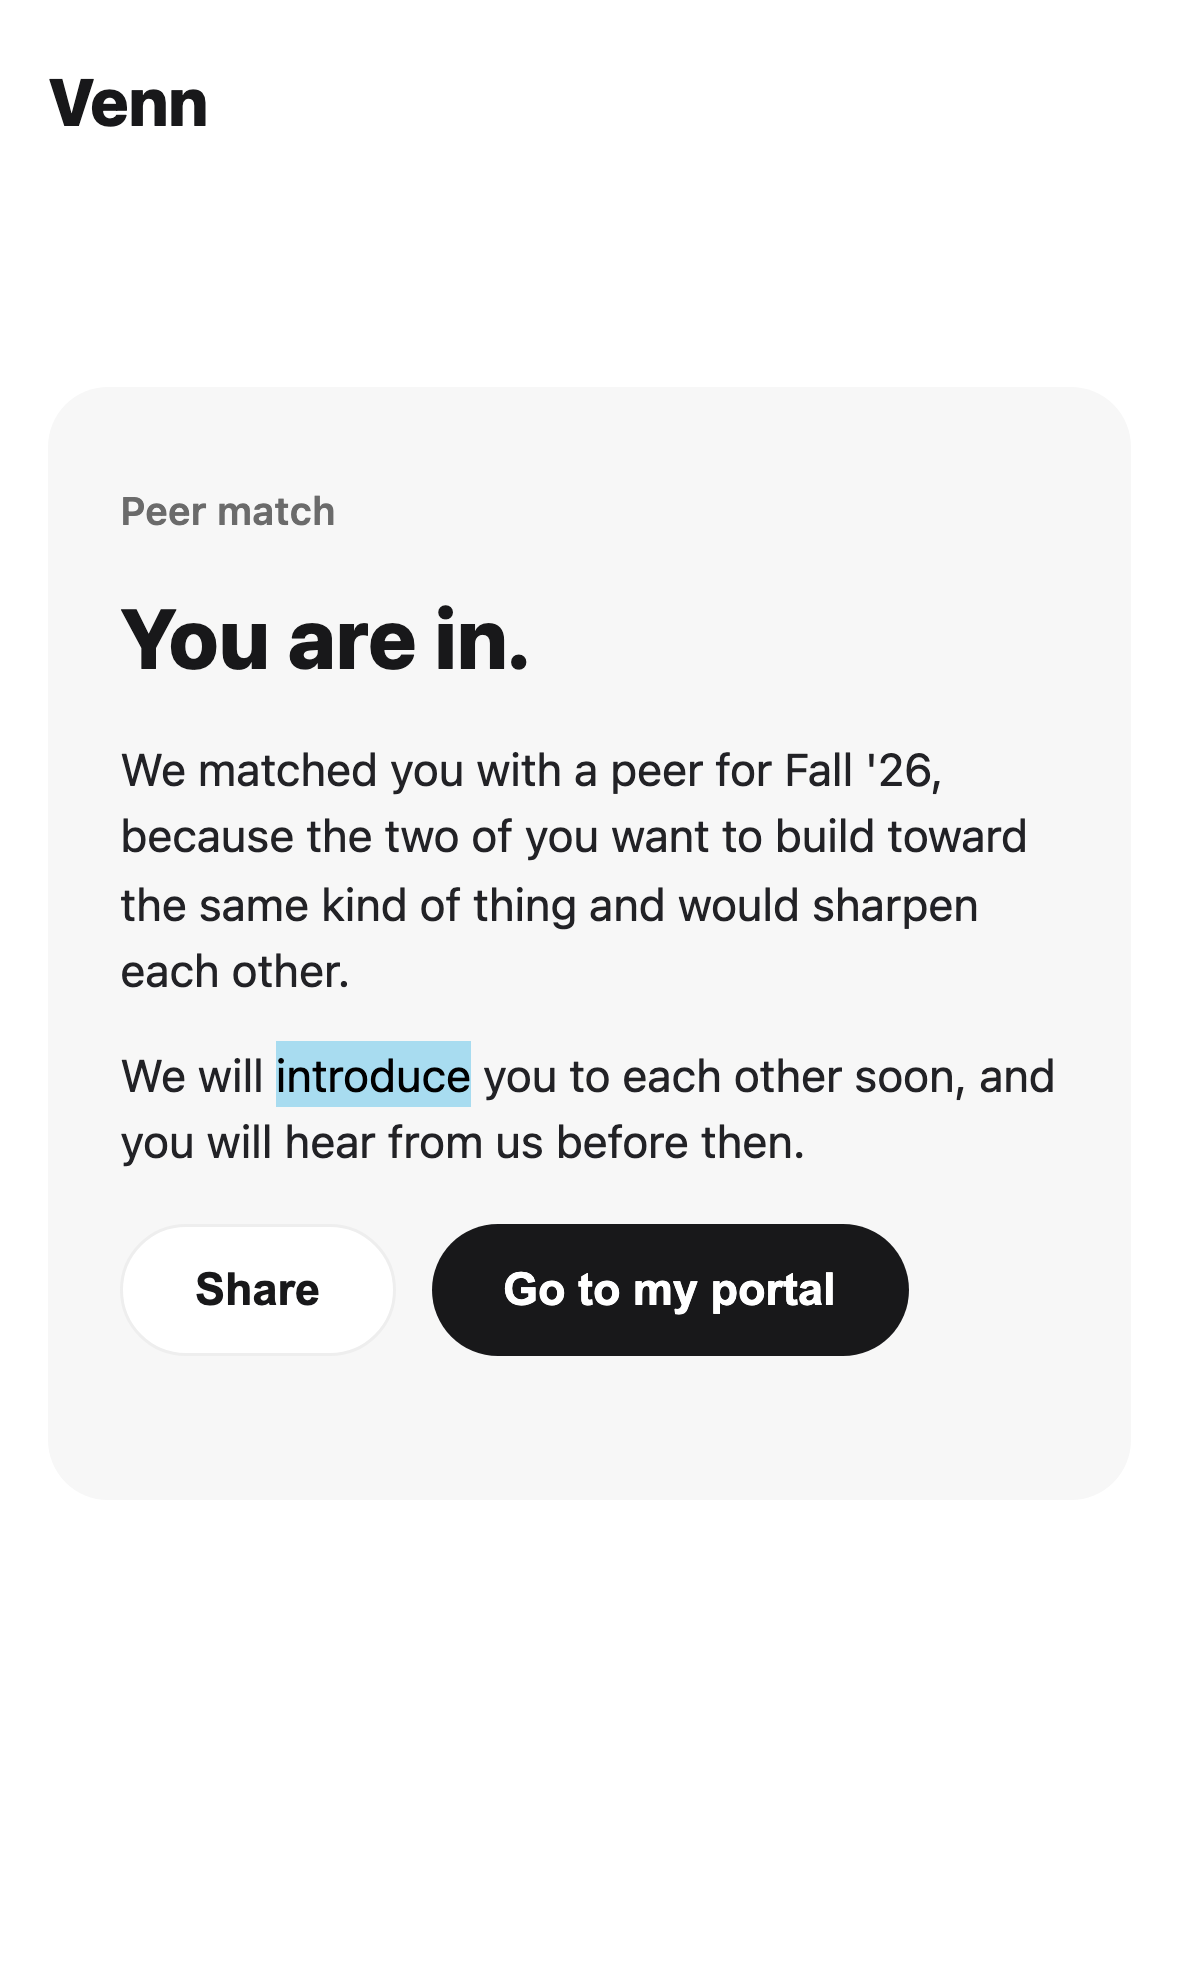 Venn
Peer match
You are in.
We matched you with a peer for Fall '26,
because the two of you want to build toward
the same kind of thing and would sharpen
each other.
We will introduce you to each other soon, and
you will hear from us before then.
Share
Go to my portal